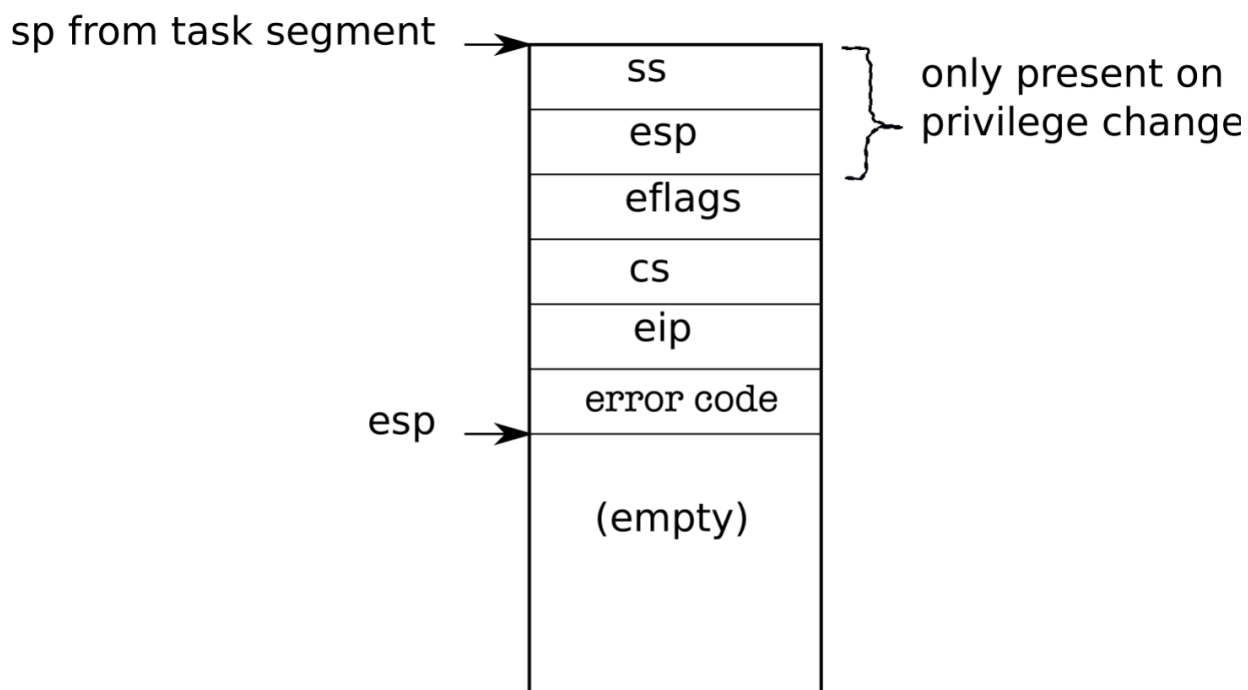 sp from task segment
ss
only present on
privilege change
esp
eflags
cs
eip
error code
esp
(empty)